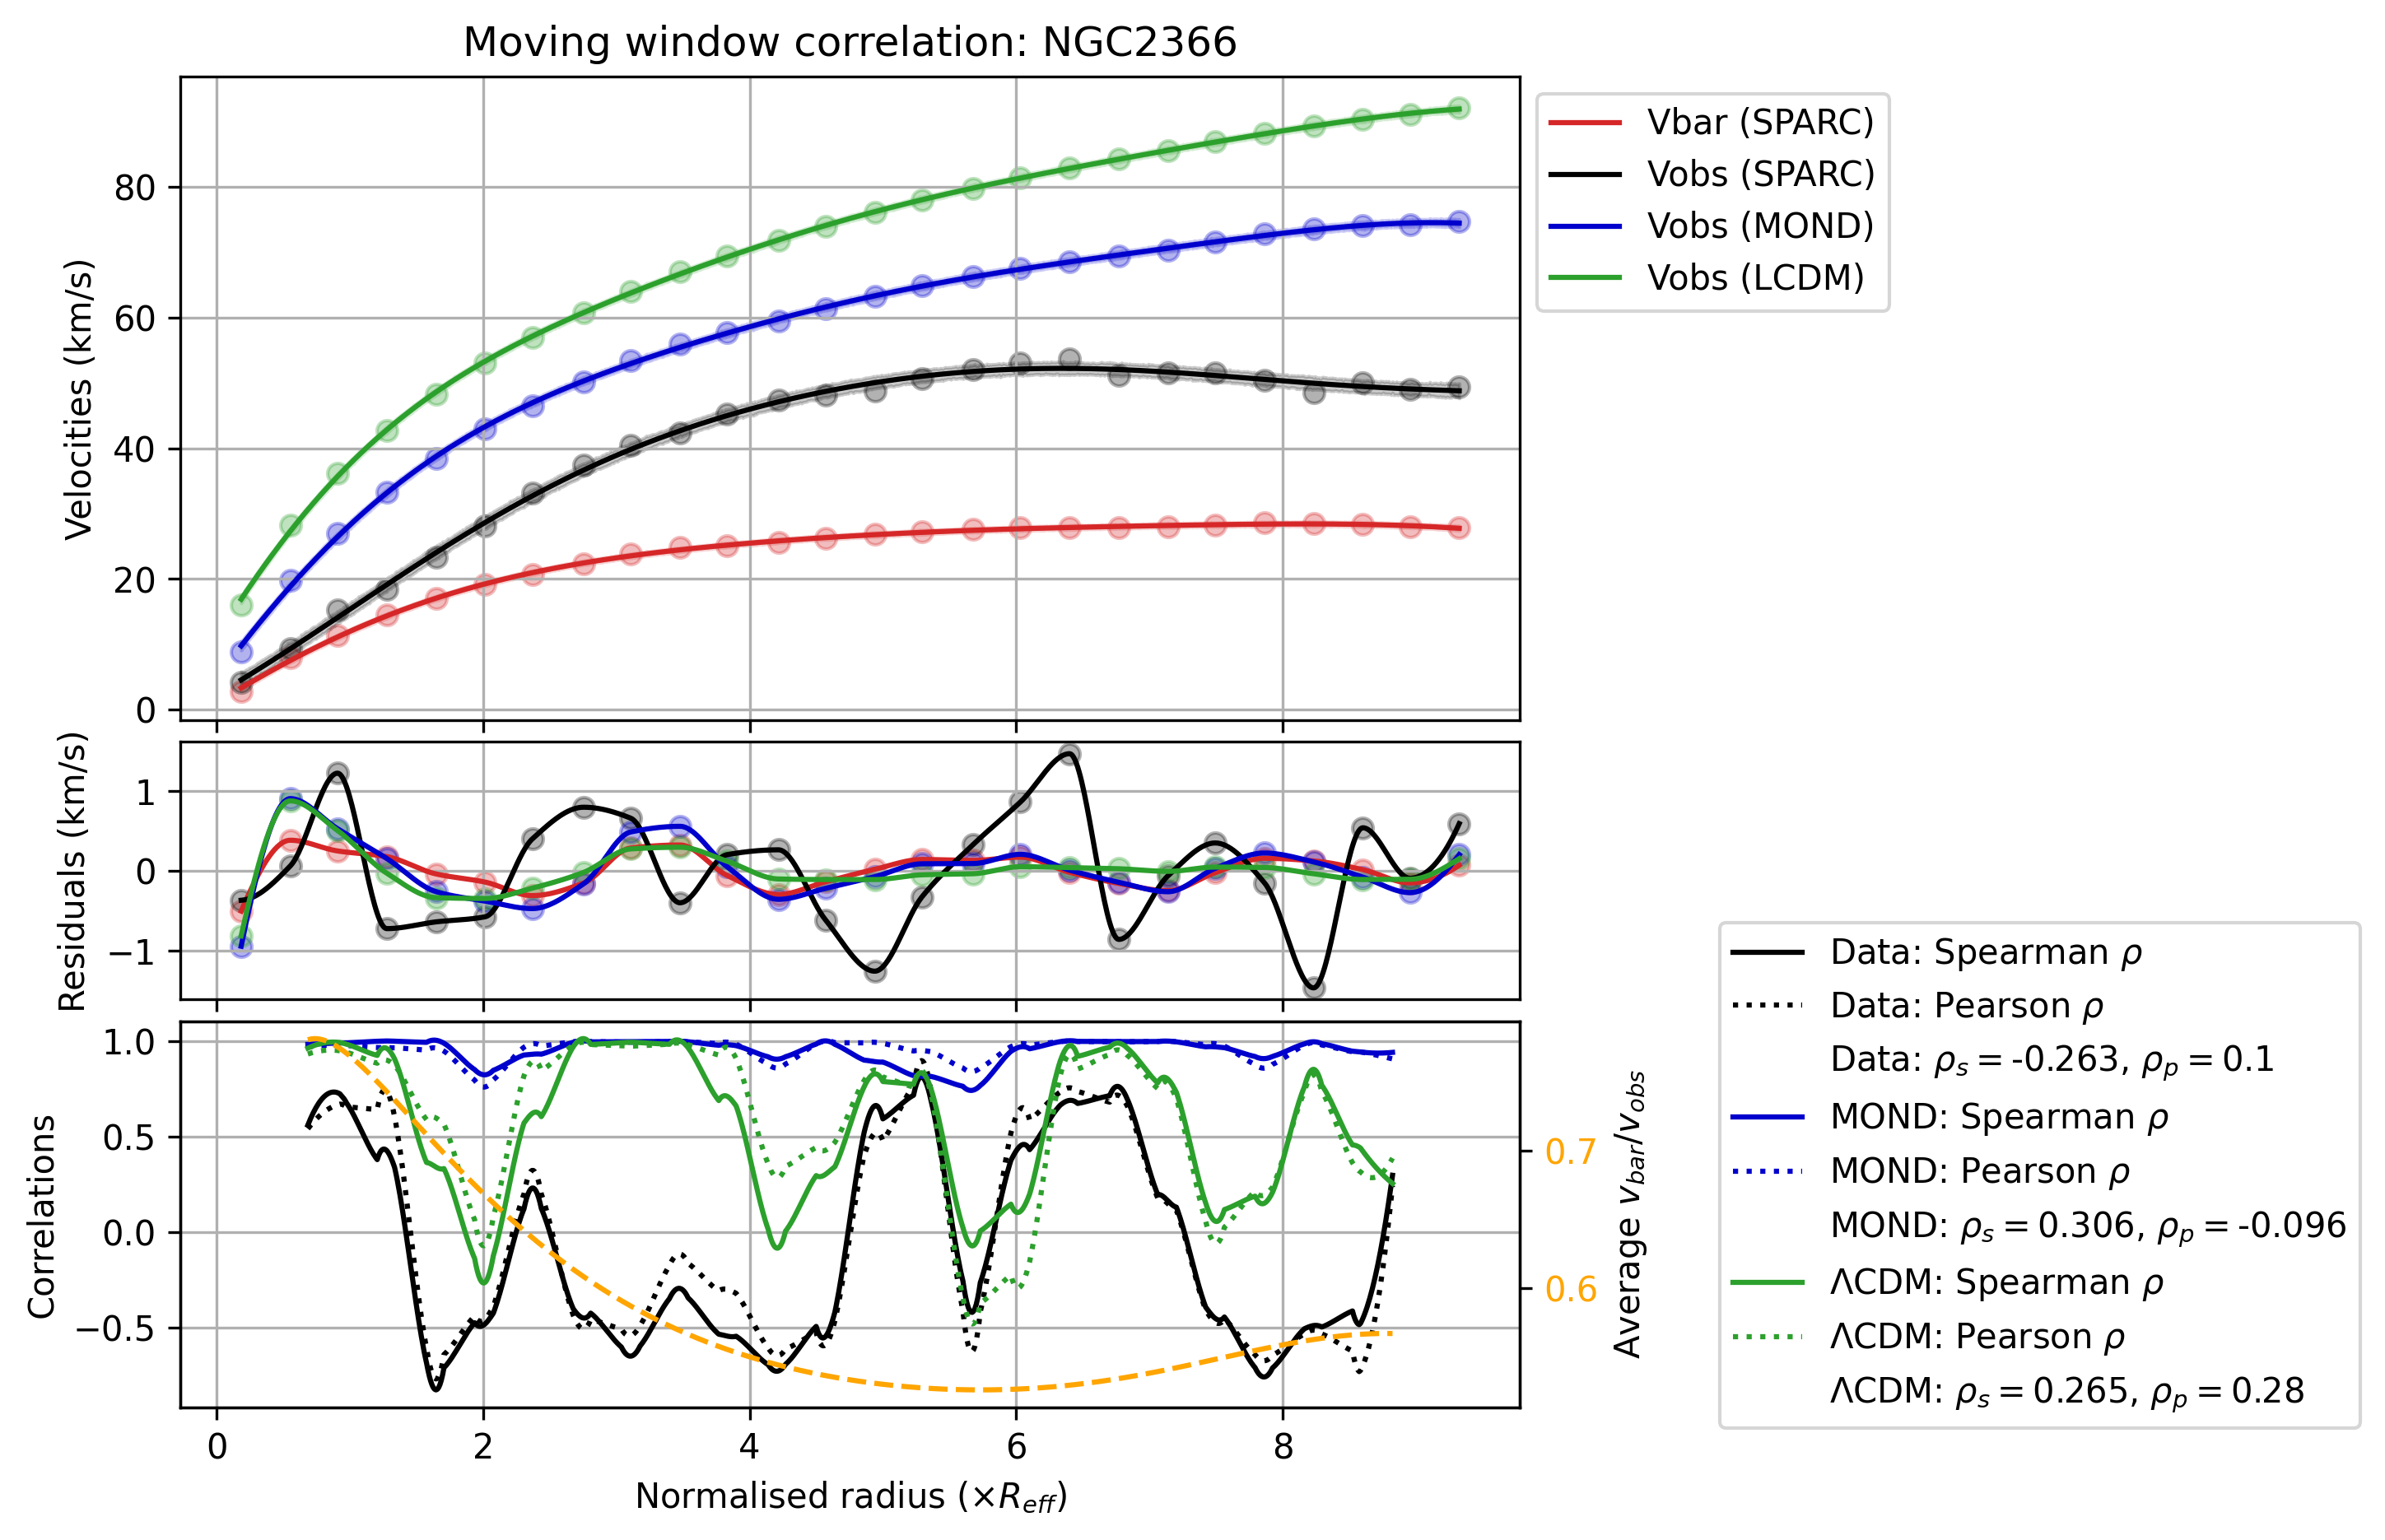 Moving window correlation: NGC2366
Velocities (km/s)
80
60
40
20
0
Vbar (SPARC)
Vobs (SPARC)
Vobs (MOND)
Vobs (LCDM)
Residuals (km/s)
1
0
−1
Correlations
1.0
0.5
0.0
−0.5
0.7
0.6
Average v_bar/v_obs
0 2 4 6 8
Normalised radius (×R_eff)
Data: Spearman ρ
Data: Pearson ρ
Data: ρ_s = -0.263, ρ_p = 0.1
MOND: Spearman ρ
MOND: Pearson ρ
MOND: ρ_s = 0.306, ρ_p = -0.096
ΛCDM: Spearman ρ
ΛCDM: Pearson ρ
ΛCDM: ρ_s = 0.265, ρ_p = 0.28